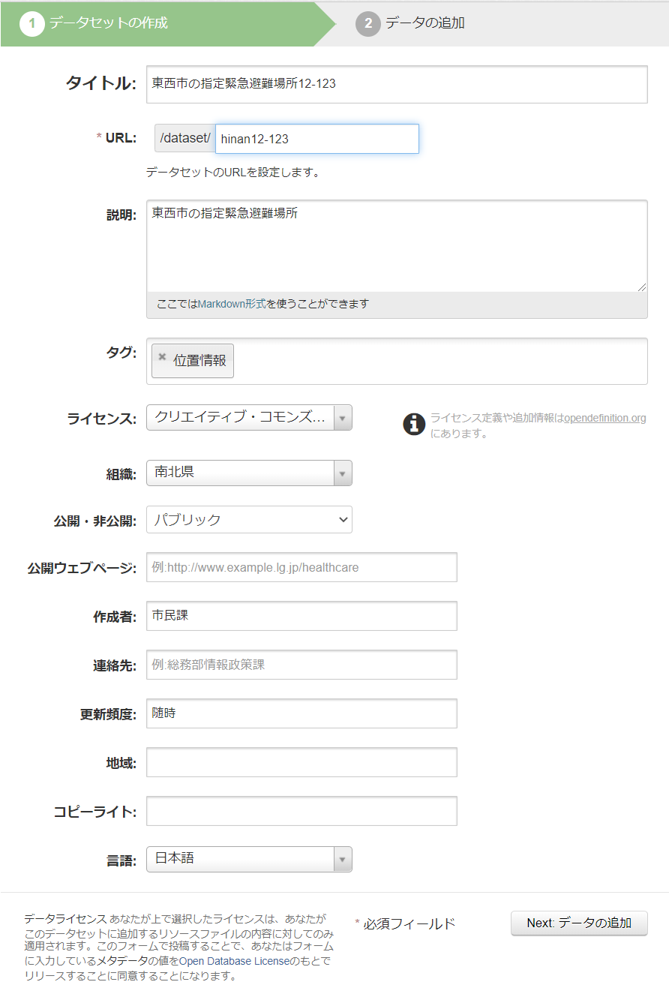 1 データセットの作成 2 データの追加
タイトル: 東西市の指定緊急避難場所12-123
* URL: /dataset/ hinan12-123
データセットのURLを設定します。
説明: 東西市の指定緊急避難場所
ここではMarkdown形式を使うことができます
タグ: × 位置情報
ライセンス: クリエイティブ・コモンズ... ライセンス定義や追加情報はopendefinition.org
にあります。
組織: 南北県
公開・非公開: パブリック
公開ウェブページ: 例:http://www.example.lg.jp/healthcare
作成者: 市民課
連絡先: 例:総務部情報政策課
更新頻度: 随時
地域:
コピーライト:
言語: 日本語
データライセンス あなたが上で選択したライセンスは、あなたが
このデータセットに追加するリソースファイルの内容に対してのみ
適用されます。このフォームで投稿することで、あなたはフォーム
に入力しているメタデータの値をOpen Database Licenseのもとで
リリースすることに同意することになります。
* 必須フィールド
Next: データの追加